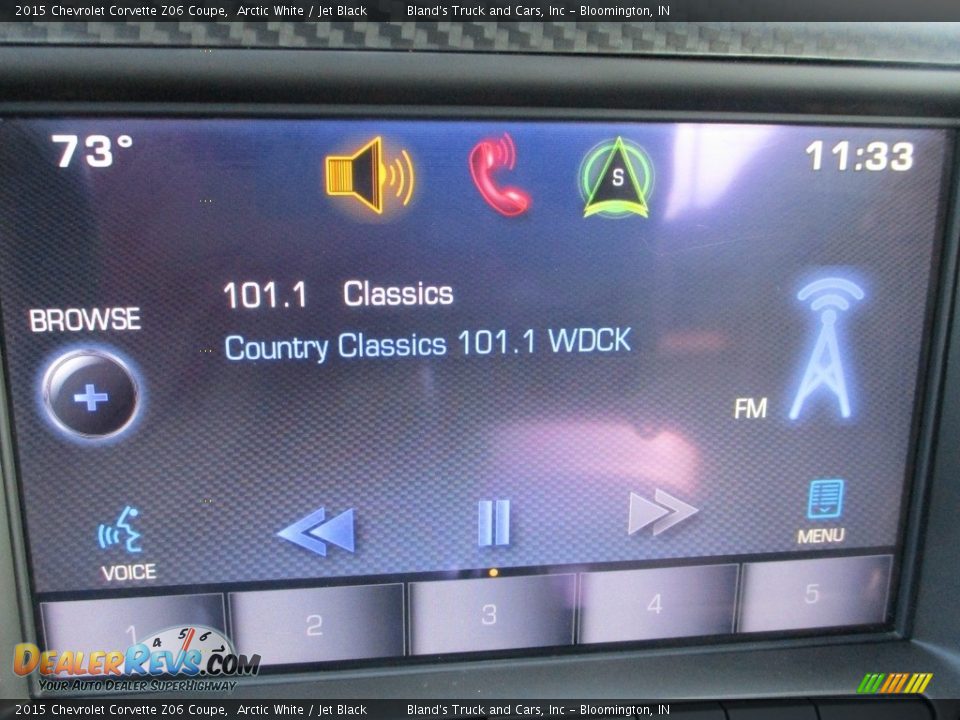 2015 Chevrolet Corvette Z06 Coupe, Arctic White / Jet Black Bland's Truck and Cars, Inc - Bloomington, IN
73° 11:33
S
101.1 Classics
Country Classics 101.1 WDCK
BROWSE
FM
VOICE
MENU
1 2 3 4 5
4 5 6
DEALERREVS.COM
YOUR AUTO DEALER SUPERHIGHWAY
2015 Chevrolet Corvette Z06 Coupe, Arctic White / Jet Black Bland's Truck and Cars, Inc - Bloomington, IN